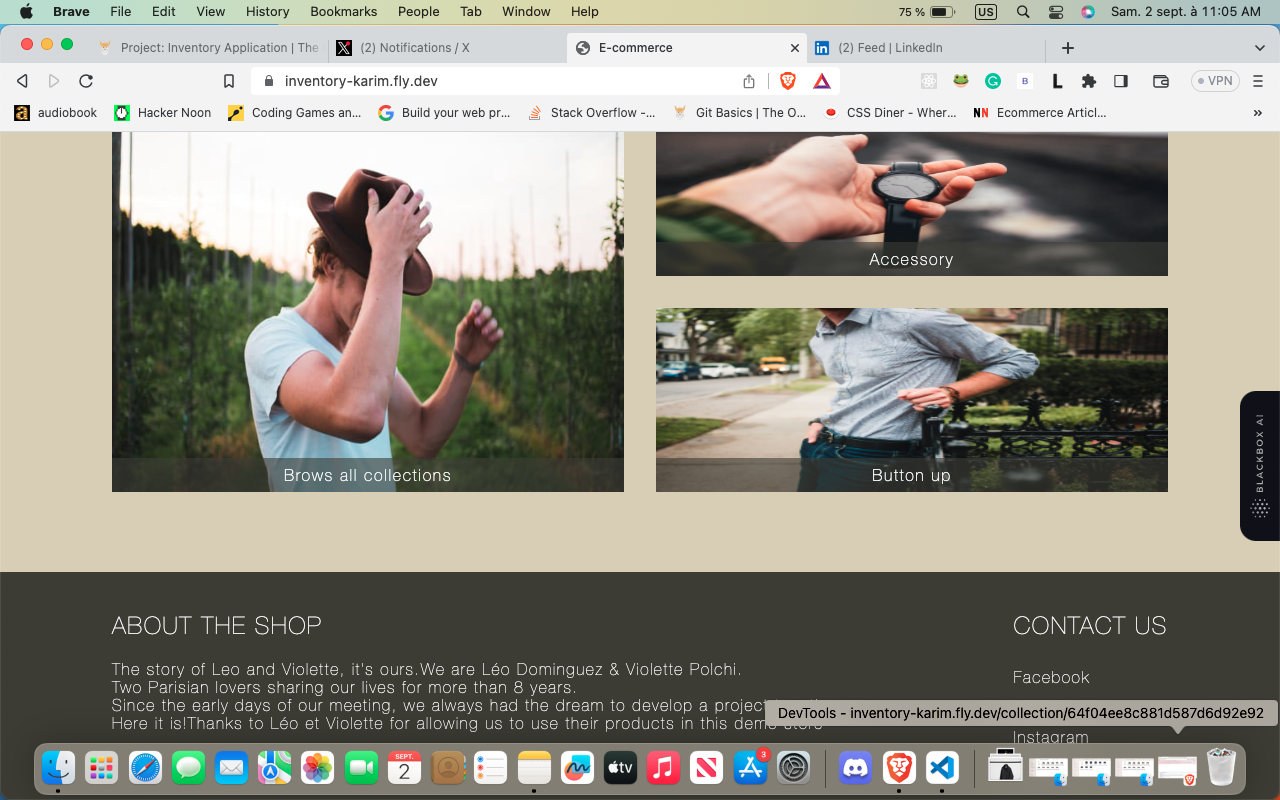 Brave File Edit View History Bookmarks People Tab Window Help 75 % US Sam. 2 sept. à 11:05 AM
Project: Inventory Application | The
(2) Notifications / X
E-commerce
(2) Feed | LinkedIn
inventory-karim.fly.dev
VPN
audiobook
Hacker Noon
Coding Games an...
Build your web pr...
Stack Overflow -...
Git Basics | The O...
CSS Diner - Wher...
Ecommerce Articl...
Accessory
Brows all collections
Button up
BLACKBOX AI
ABOUT THE SHOP
CONTACT US
The story of Leo and Violette, it's ours.We are Léo Dominguez & Violette Polchi.
Two Parisian lovers sharing our lives for more than 8 years.
Since the early days of our meeting, we always had the dream to develop a project
Here it is!Thanks to Léo et Violette for allowing us to use their products in this demo store
Facebook
DevTools - inventory-karim.fly.dev/collection/64f04ee8c881d587d6d92e92
Instagram
SEPT.
2
tv
3